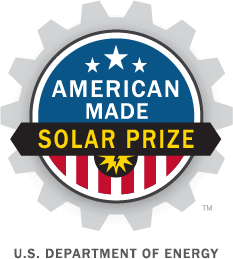 AMERICAN
MADE
SOLAR PRIZE
TM
U.S. DEPARTMENT OF ENERGY